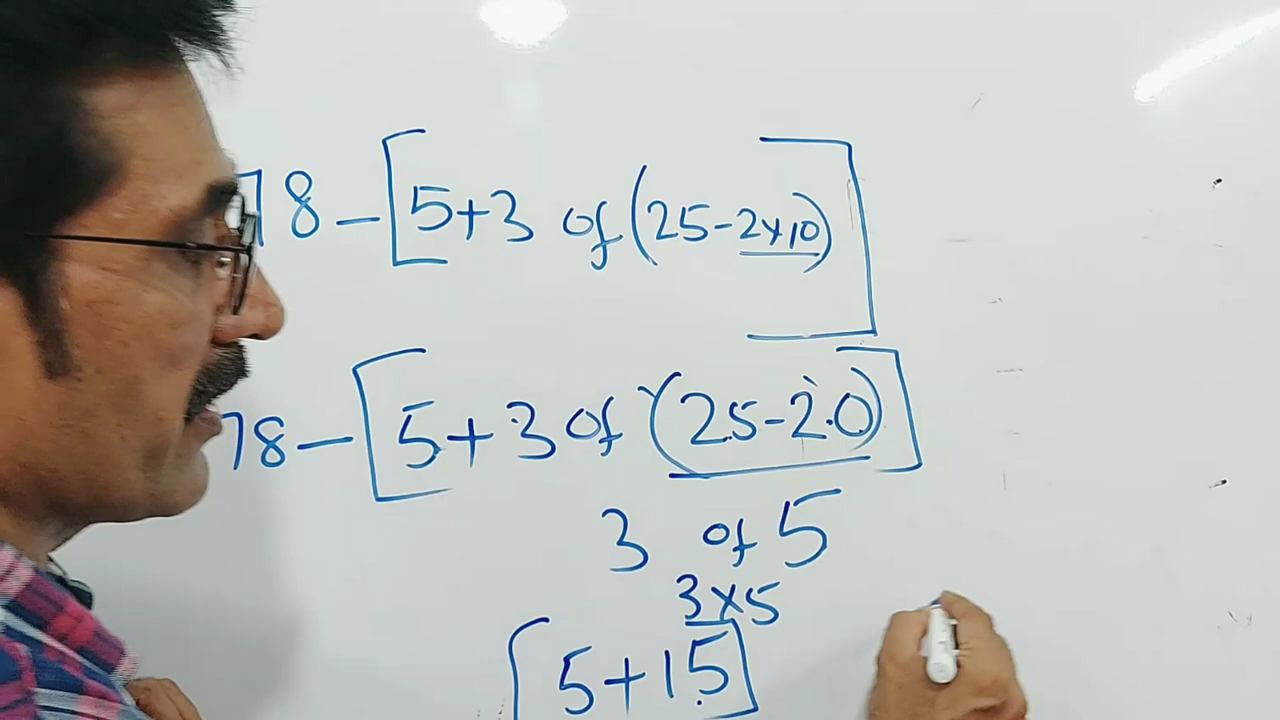 78-[5+3 of (25-2×10)]
78-[5+3 of (25-20)]
3 of 5
3×5
[5+15]